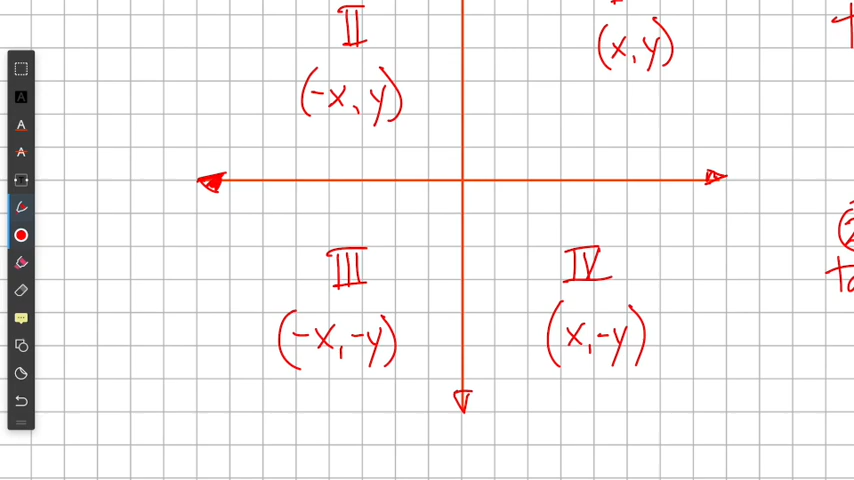 II
(x, y)
(-x, y)
III
IV
(-x, -y)
(x, -y)